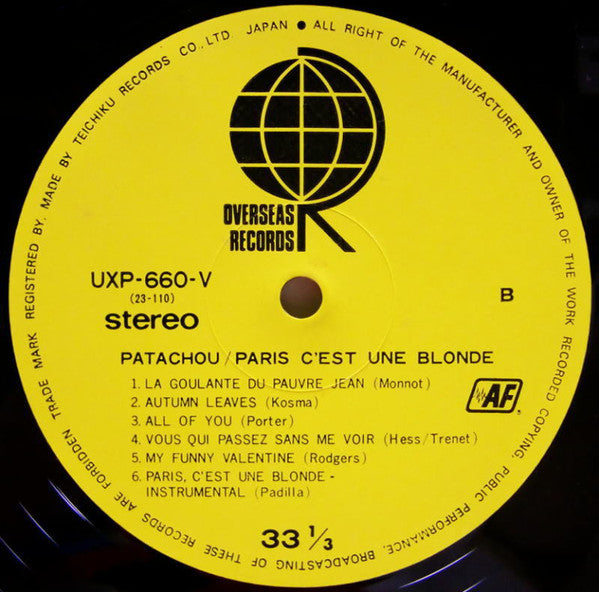 TRADE MARK REGISTERED BY. MADE BY TEICHIKU RECORDS CO., LTD. JAPAN ● ALL RIGHT OF THE MANUFACTURER AND OWNER OF THE WORK RECORDED COPYING, PUBLIC PERFORMANCE, BROADCASTING OF THESE RECORDS ARE FORBIDDEN
OVERSEAS
RECORDS
UXP-660-V
(23-110)
stereo
B
PATACHOU/PARIS C'EST UNE BLONDE
1. LA GOULANTE DU PAUVRE JEAN (Monnot)
2. AUTUMN LEAVES (Kosma)
3. ALL OF YOU (Porter)
4. VOUS QUI PASSEZ SANS ME VOIR (Hess/Trenet)
5. MY FUNNY VALENTINE (Rodgers)
6. PARIS, C'EST UNE BLONDE -
INSTRUMENTAL (Padilla)
AF
33 1/3